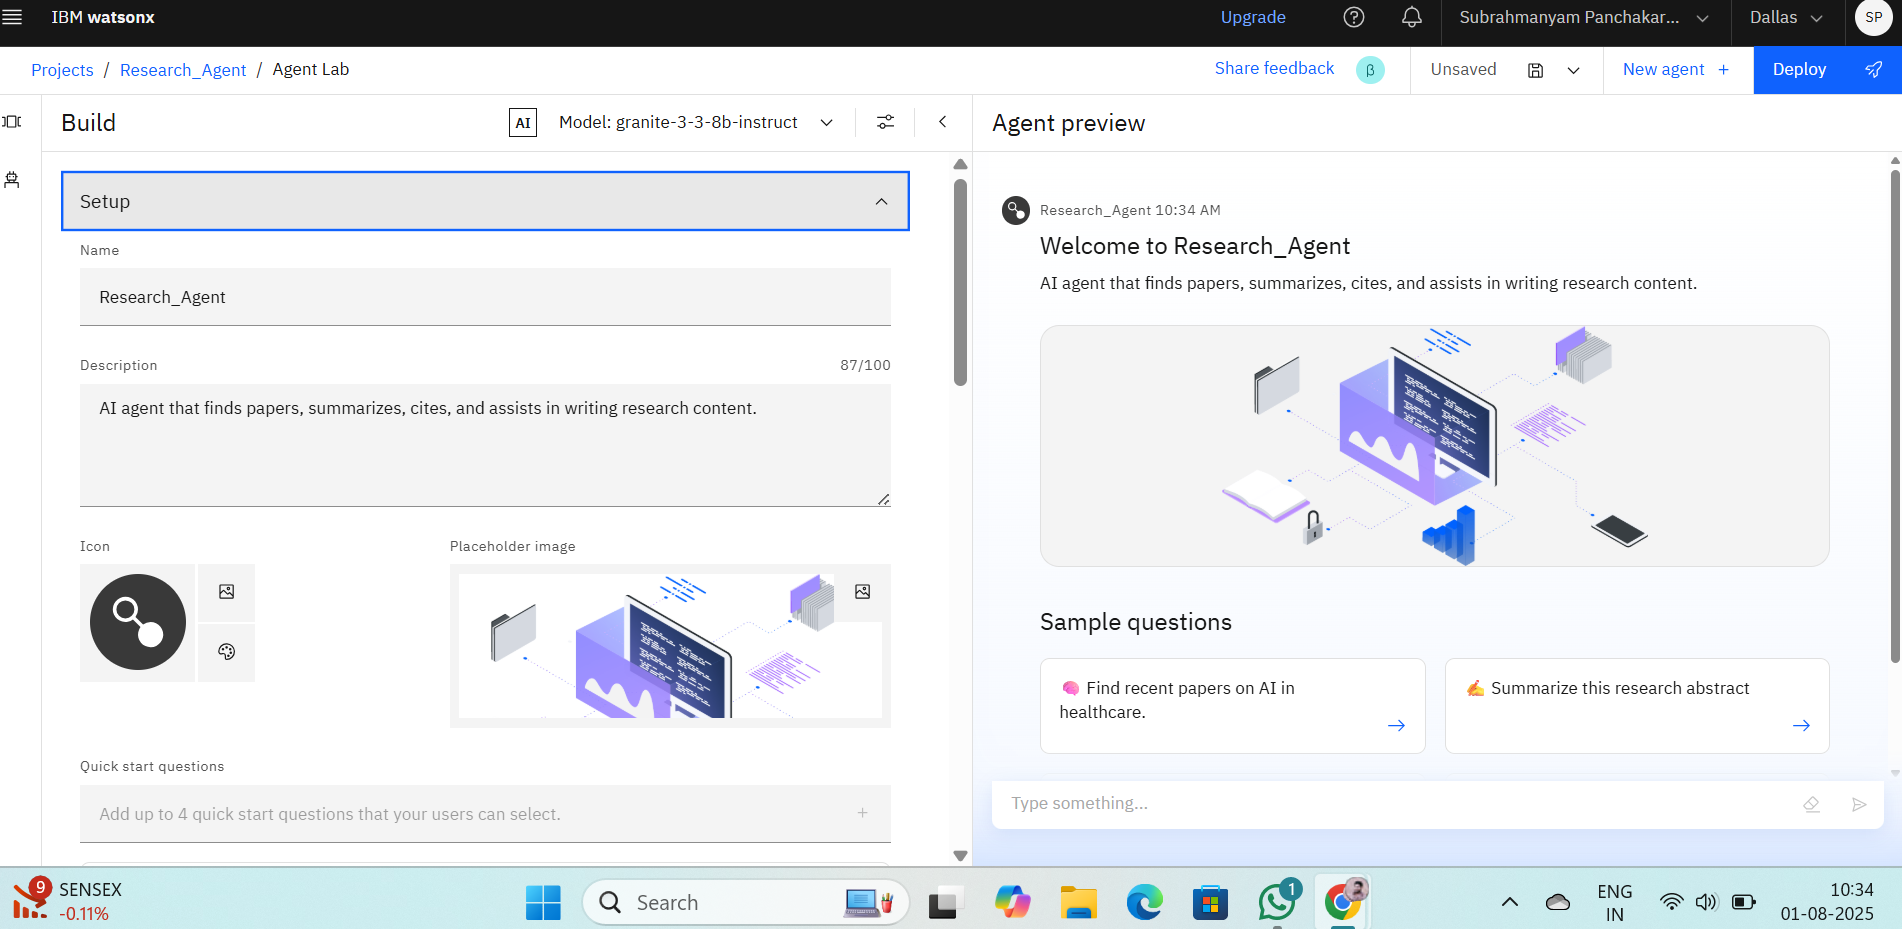 IBM watsonx
Upgrade
Subrahmanyam Panchakar...
Dallas
SP
Projects / Research_Agent / Agent Lab
Share feedback
β
Unsaved
New agent +
Deploy
Build
AI
Model: granite-3-3-8b-instruct
Agent preview
Setup
Name
Research_Agent
Description
87/100
AI agent that finds papers, summarizes, cites, and assists in writing research content.
Icon
Placeholder image
Quick start questions
Add up to 4 quick start questions that your users can select.
Research_Agent 10:34 AM
Welcome to Research_Agent
AI agent that finds papers, summarizes, cites, and assists in writing research content.
Sample questions
🧠 Find recent papers on AI in
healthcare.
✍️ Summarize this research abstract
Type something...
9
SENSEX
-0.11%
Search
1
ENG
IN
10:34
01-08-2025